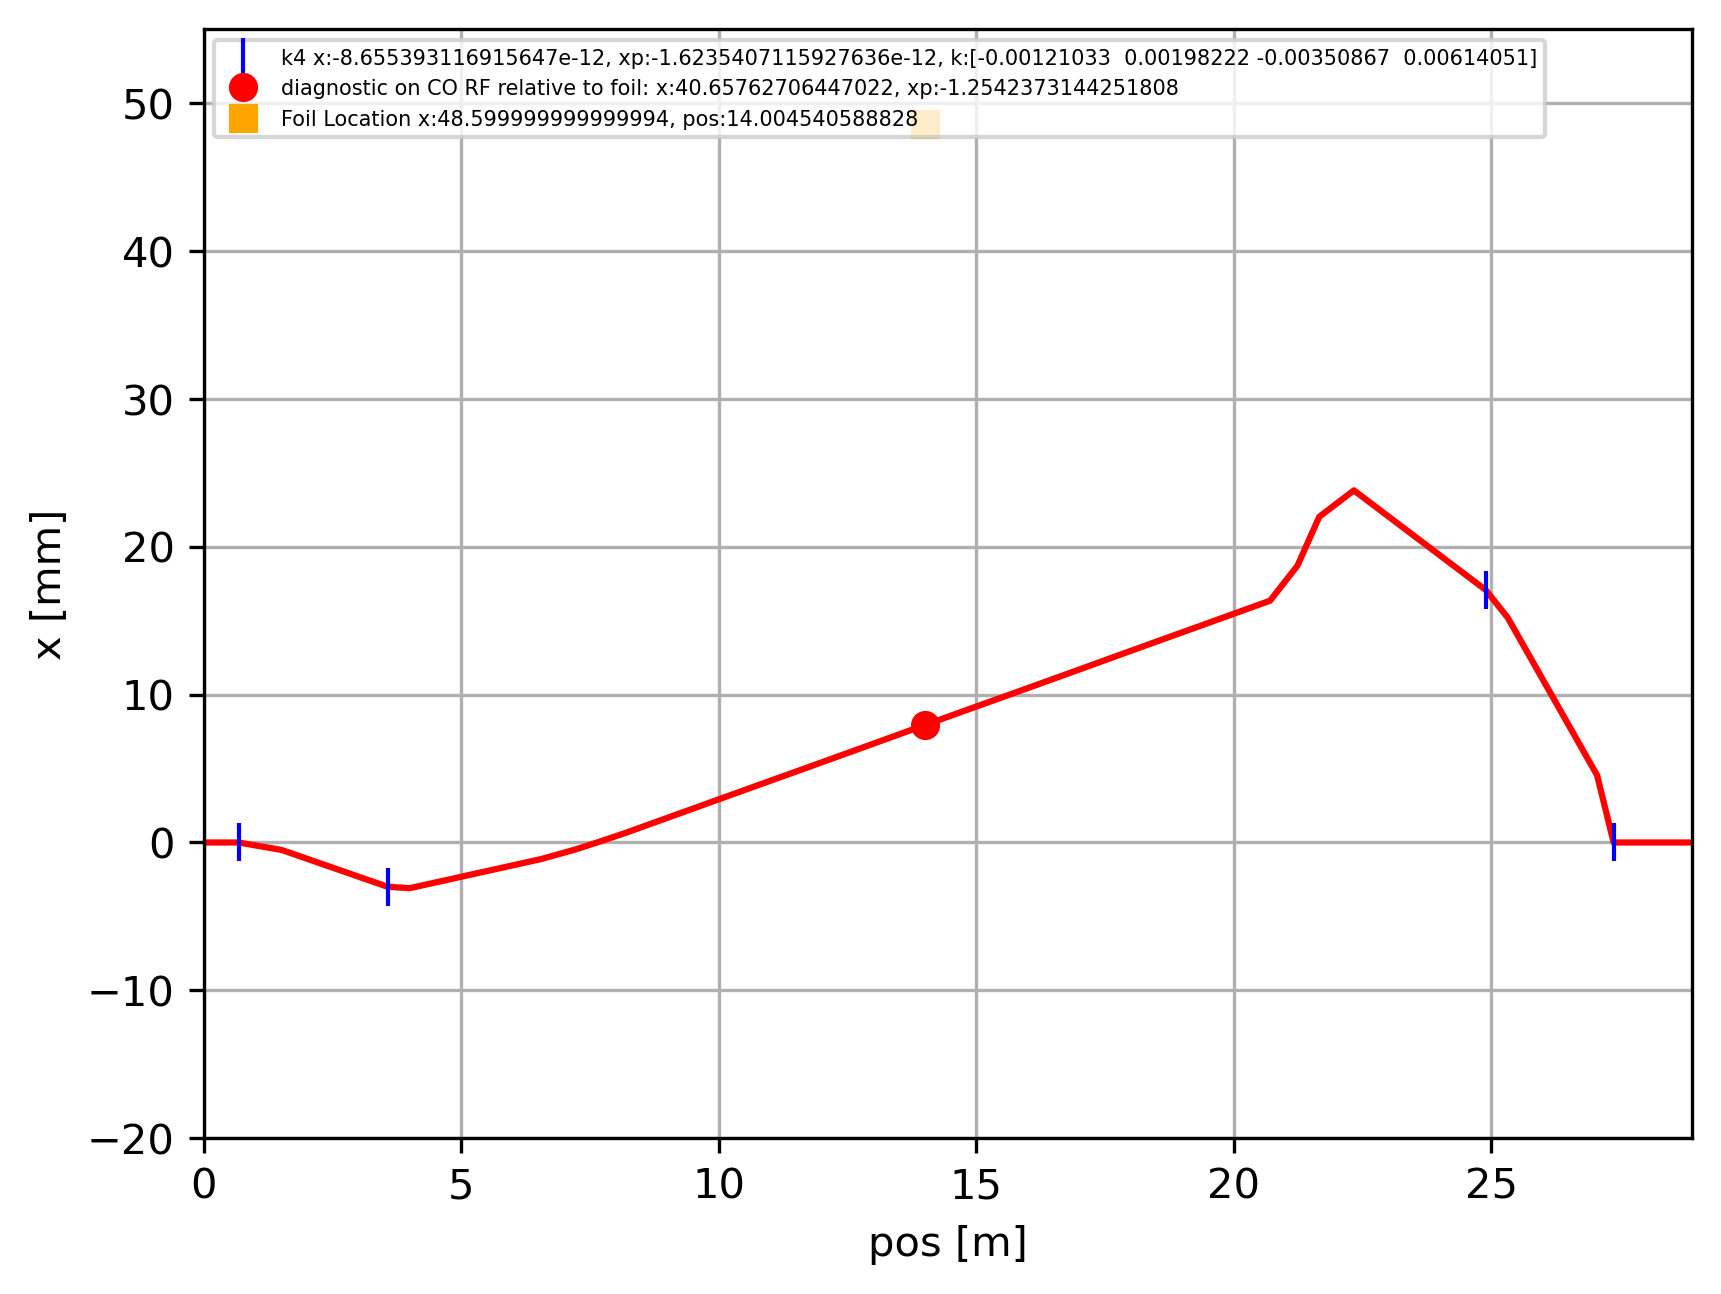 k4 x:-8.655393116915647e-12, xp:-1.6235407115927636e-12, k:[-0.00121033  0.00198222 -0.00350867  0.00614051]
diagnostic on CO RF relative to foil: x:40.65762706447022, xp:-1.2542373144251808
Foil Location x:48.599999999999994, pos:14.004540588828
50
40
30
20
10
0
−10
−20
x [mm]
0 5 10 15 20 25
pos [m]